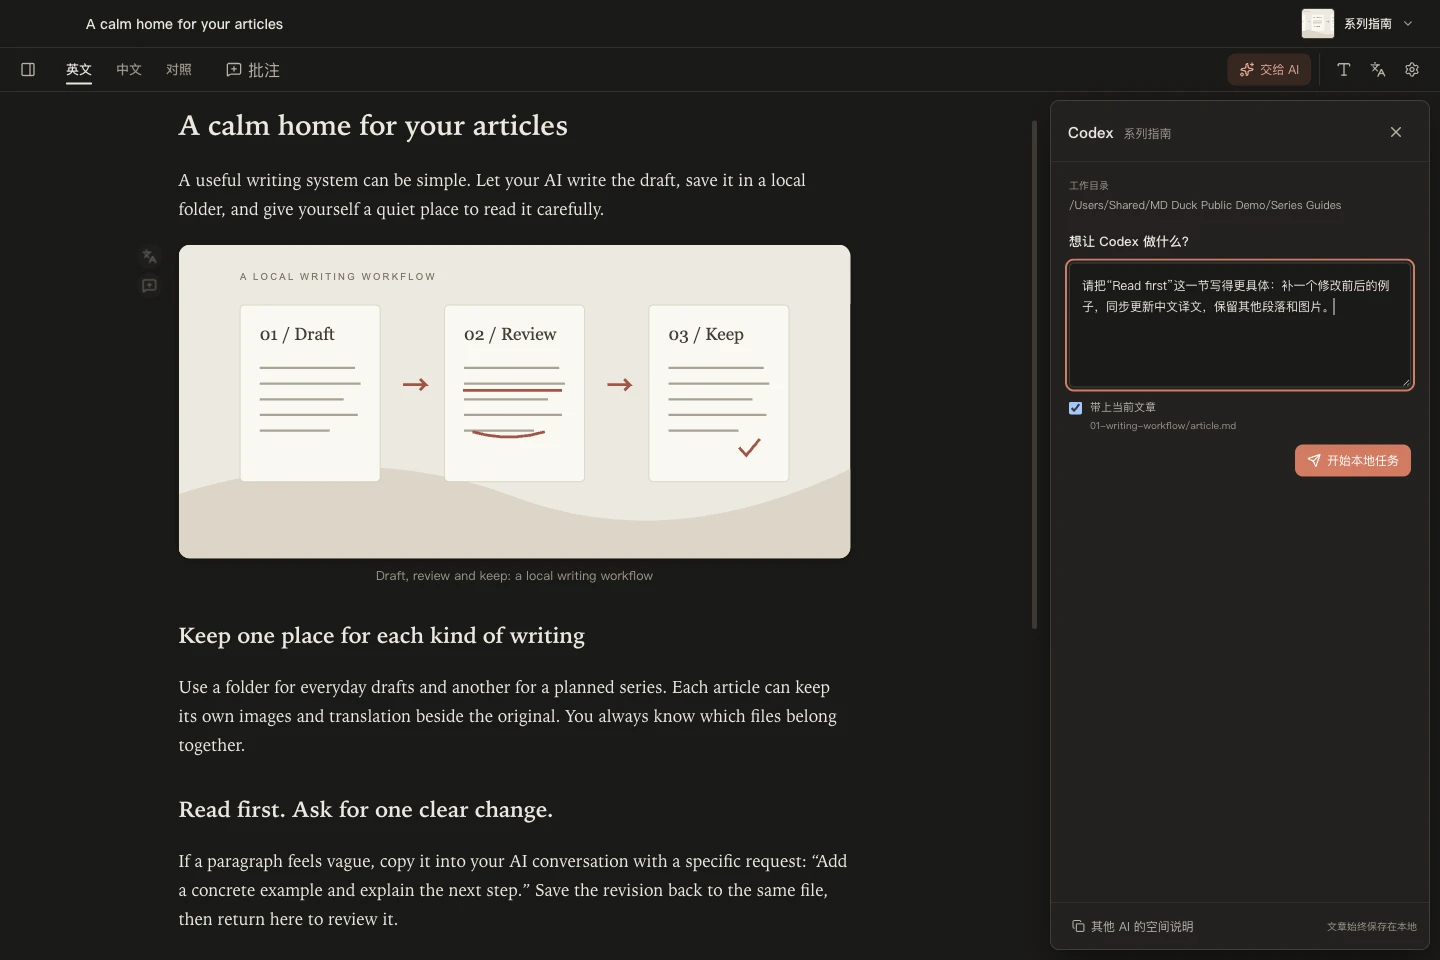 A calm home for your articles
系列指南
英文
中文
对照
批注
交给 AI
A calm home for your articles
A useful writing system can be simple. Let your AI write the draft, save it in a local
folder, and give yourself a quiet place to read it carefully.
A LOCAL WRITING WORKFLOW
01 / Draft
02 / Review
03 / Keep
Draft, review and keep: a local writing workflow
Keep one place for each kind of writing
Use a folder for everyday drafts and another for a planned series. Each article can keep
its own images and translation beside the original. You always know which files belong
together.
Read first. Ask for one clear change.
If a paragraph feels vague, copy it into your AI conversation with a specific request: “Add
a concrete example and explain the next step.” Save the revision back to the same file,
then return here to review it.
Codex 系列指南
工作目录
/Users/Shared/MD Duck Public Demo/Series Guides
想让 Codex 做什么?
请把“Read first”这一节写得更具体：补一个修改前后的例
子，同步更新中文译文，保留其他段落和图片。
带上当前文章
01-writing-workflow/article.md
开始本地任务
其他 AI 的空间说明
文章始终保存在本地